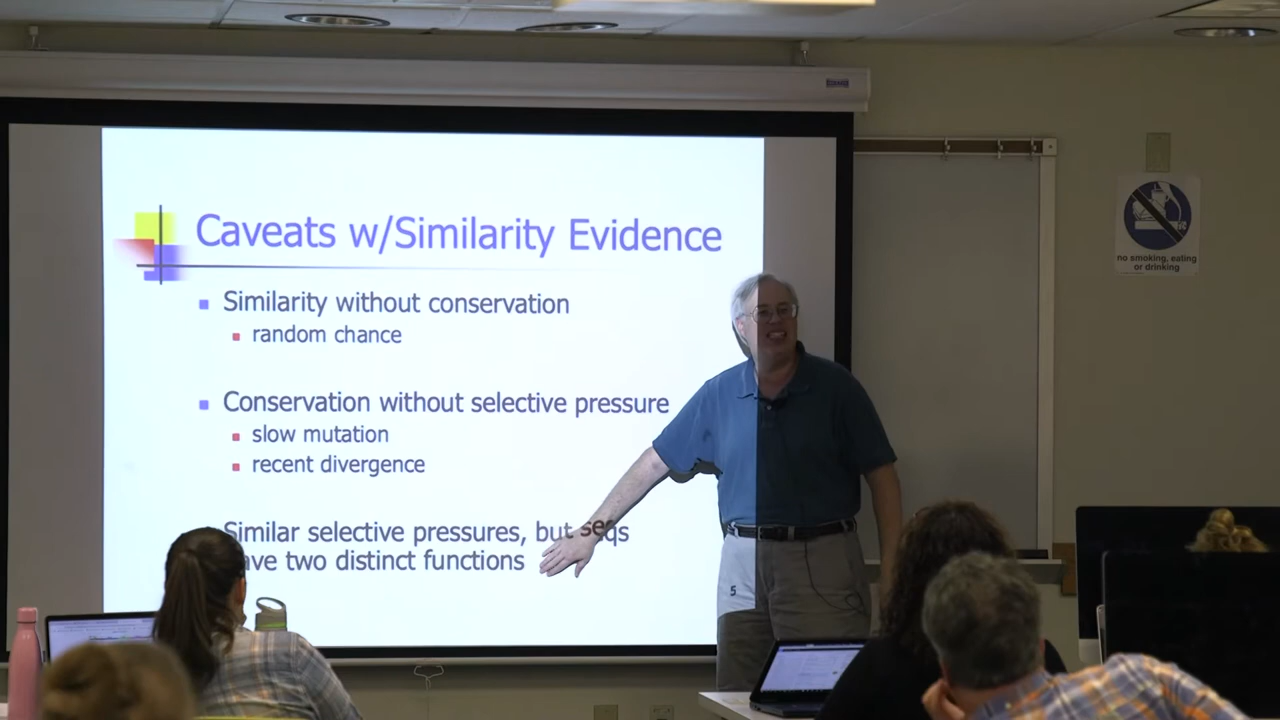 Caveats w/Similarity Evidence
Similarity without conservation
random chance
Conservation without selective pressure
slow mutation
recent divergence
Similar selective pressures, but seqs
ave two distinct functions
5
no smoking, eating
or drinking